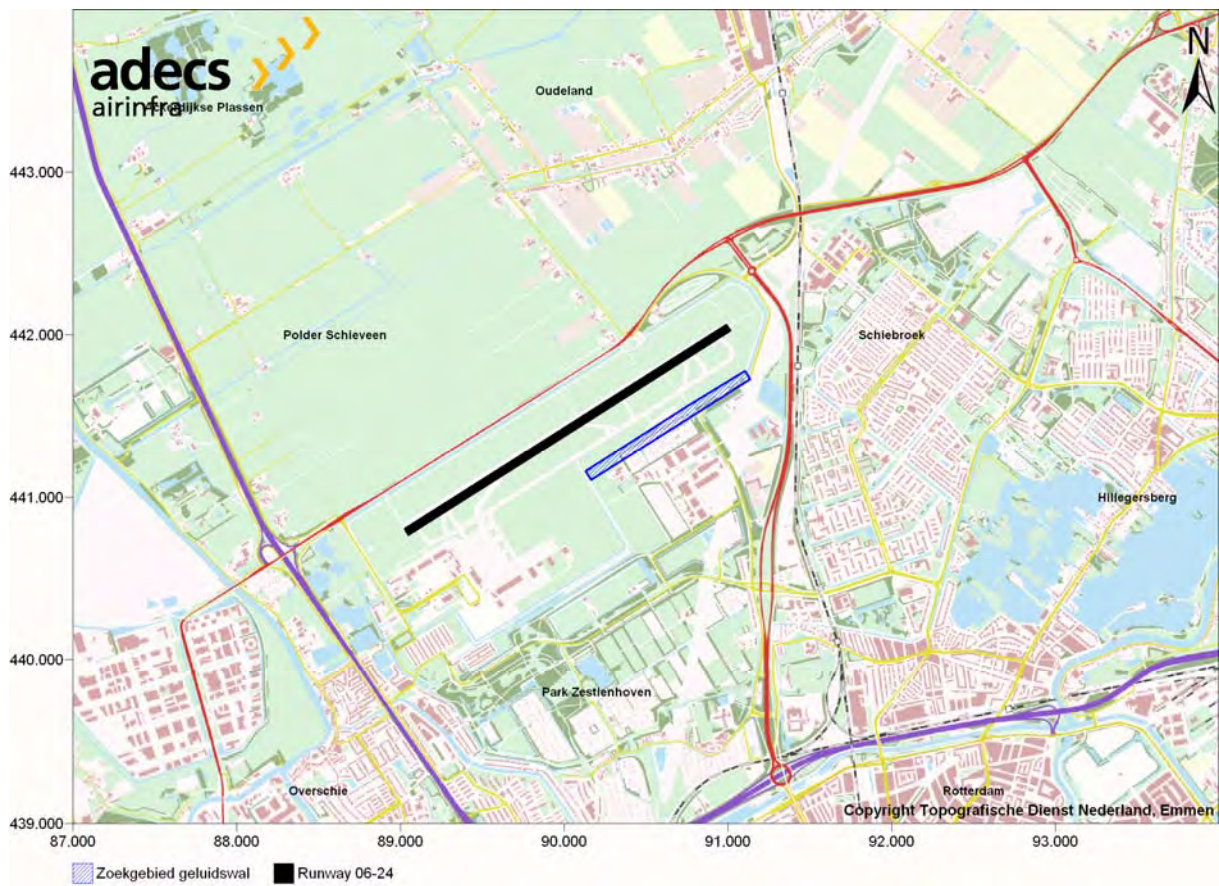 adecs
airinfra
Ackerdijkse Plassen
Oudeland
N
443.000
Polder Schieveen
442.000
Schiebroek
441.000
Hillegersberg
440.000
Park Zestienhoven
Overschie
Rotterdam
Copyright Topografische Dienst Nederland, Emmen
439.000
87.000 88.000 89.000 90.000 91.000 92.000 93.000
Zoekgebied geluidswal Runway 06-24